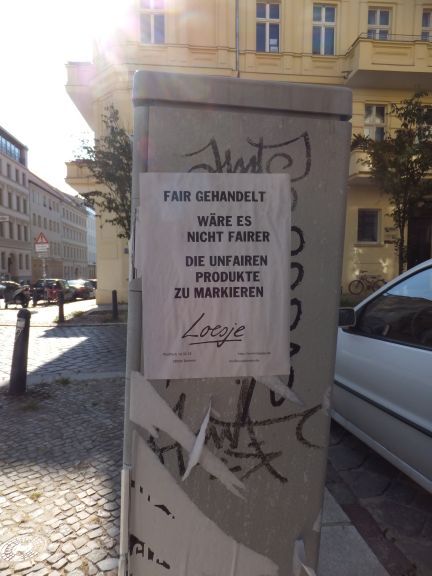 FAIR GEHANDELT
WÄRE ES
NICHT FAIRER
DIE UNFAIREN
PRODUKTE
ZU MARKIEREN
Loesje